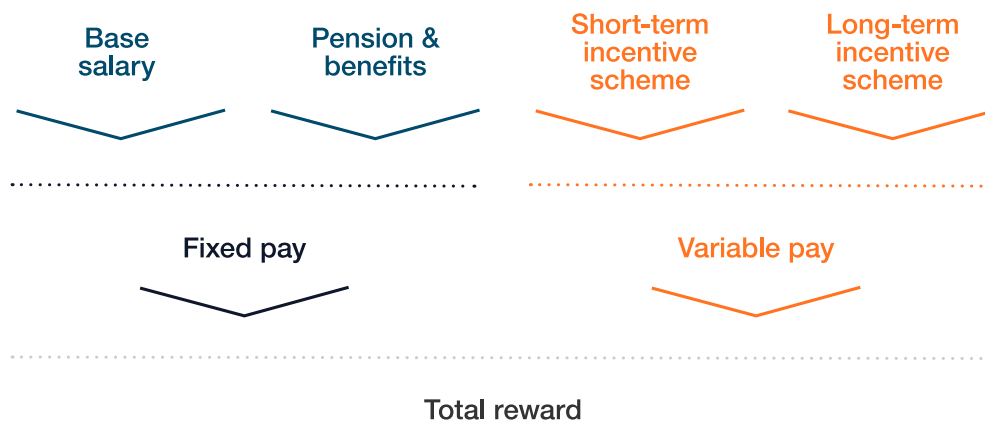 Base
salary
Pension &
benefits
Short-term
incentive
scheme
Long-term
incentive
scheme
Fixed pay
Variable pay
Total reward